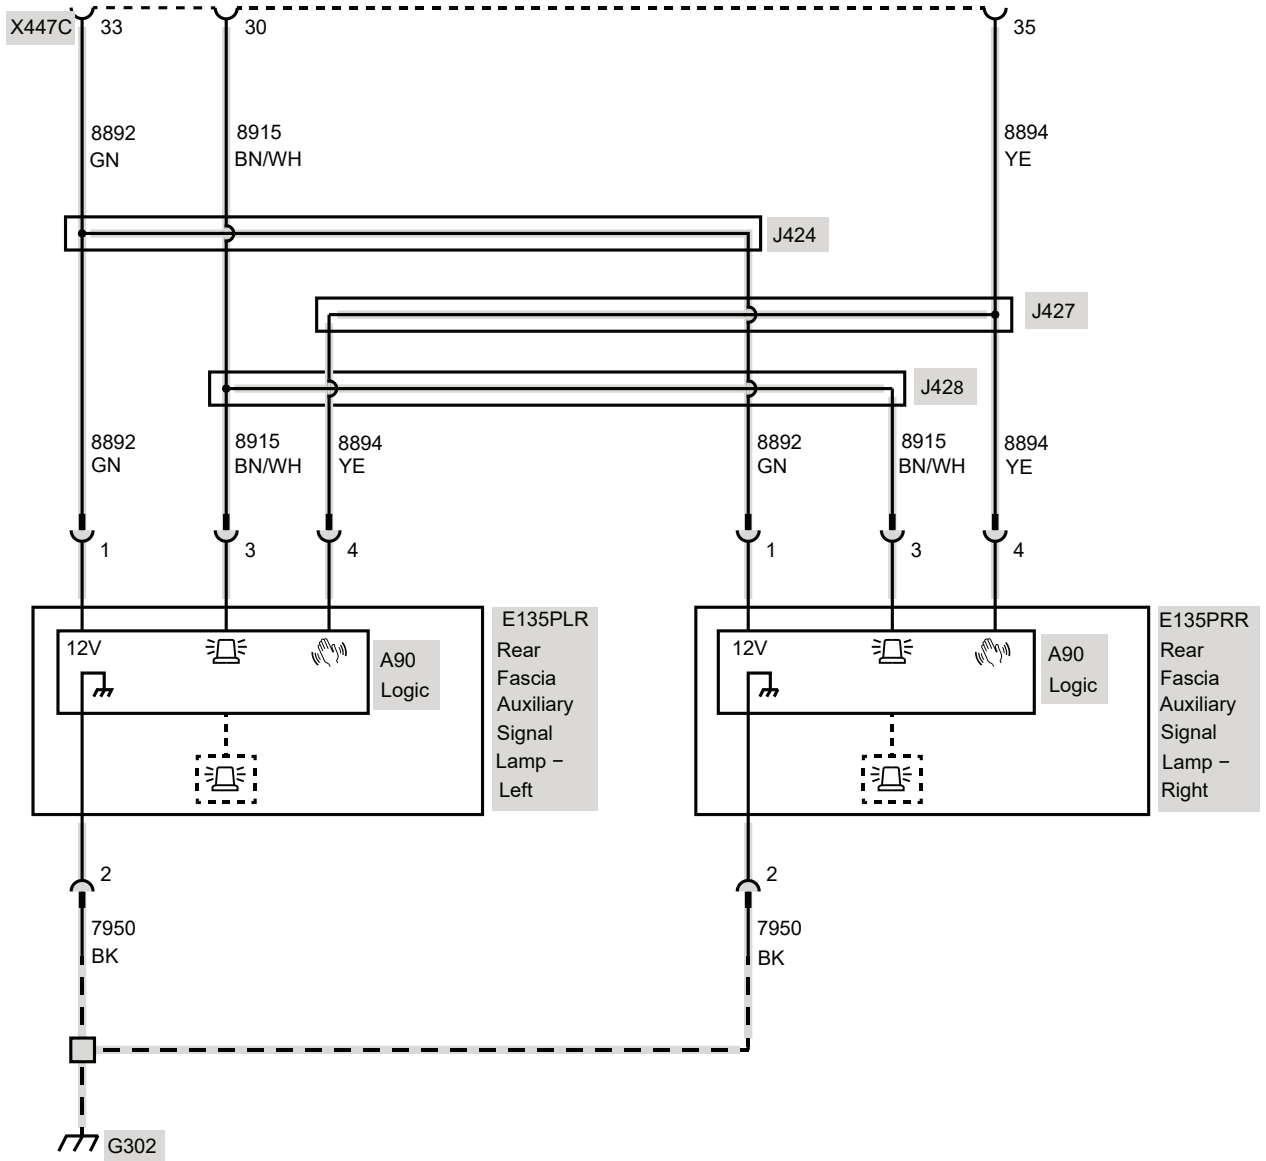 X447C 33 30 35
8892 8915 8894
GN BN/WH YE
J424
J427
J428
8892 8915 8894 8892 8915 8894
GN BN/WH YE GN BN/WH YE
1 3 4 1 3 4
E135PLR
Rear
Fascia
Auxiliary
Signal
Lamp –
Left
12V
A90
Logic
E135PRR
Rear
Fascia
Auxiliary
Signal
Lamp –
Right
12V
A90
Logic
2 2
7950 7950
BK BK
G302